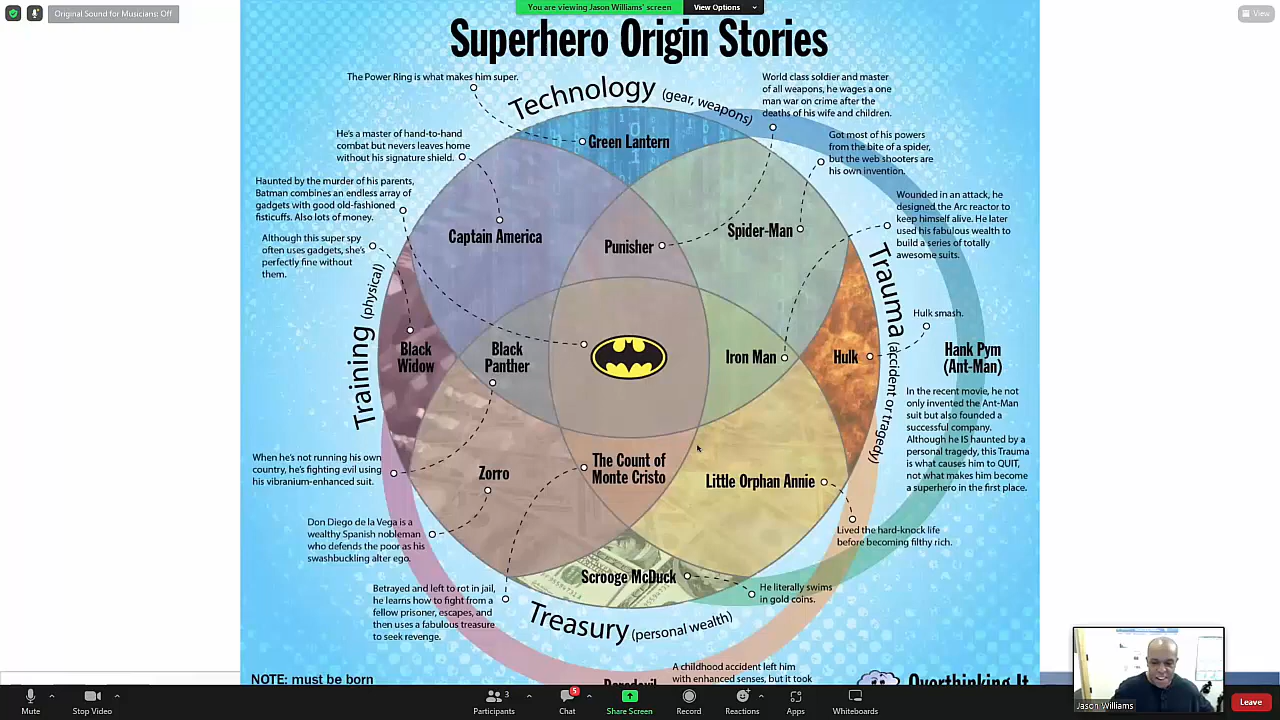 Original Sound for Musicians: Off
You are viewing Jason Williams' screen
View Options
View
Superhero Origin Stories
The Power Ring is what makes him super.
Technology (gear, weapons)
World class soldier and master
of all weapons, he wages a one
man war on crime after the
deaths of his wife and children.
He's a master of hand-to-hand
combat but never leaves home
without his signature shield.
Green Lantern
Got most of his powers
from the bite of a spider,
but the web shooters are
his own invention.
Haunted by the murder of his parents,
Batman combines an endless array of
gadgets with good old-fashioned
fisticuffs. Also lots of money.
Wounded in an attack, he
designed the Arc reactor to
keep himself alive. He later
used his fabulous wealth to
build a series of totally
awesome suits.
Captain America
Punisher
Spider-Man
Although this super spy
often uses gadgets, she's
perfectly fine without
them.
Training (physical)
Trauma (accident or tragedy)
Hulk smash.
Black
Widow
Black
Panther
Iron Man
Hulk
Hank Pym
(Ant-Man)
In the recent movie, he not
only invented the Ant-Man
suit but also founded a
successful company.
Although he IS haunted by a
personal tragedy, this Trauma
is what causes him to QUIT,
not what makes him become
a superhero in the first place.
When he's not running his own
country, he's fighting evil using
his vibranium-enhanced suit.
Zorro
The Count of
Monte Cristo
Little Orphan Annie
Don Diego de la Vega is a
wealthy Spanish nobleman
who defends the poor as his
swashbuckling alter ego.
Lived the hard-knock life
before becoming filthy rich.
Scrooge McDuck
He literally swims
in gold coins.
Betrayed and left to rot in jail,
he learns how to fight from a
fellow prisoner, escapes, and
then uses a fabulous treasure
to seek revenge.
Treasury (personal wealth)
A childhood accident left him
with enhanced senses, but it took
NOTE: must be born
Daredevil
Overthinking It
Jason Williams
Mute
Stop Video
3
Participants
5
Chat
Share Screen
Record
Reactions
Apps
Whiteboards
Leave